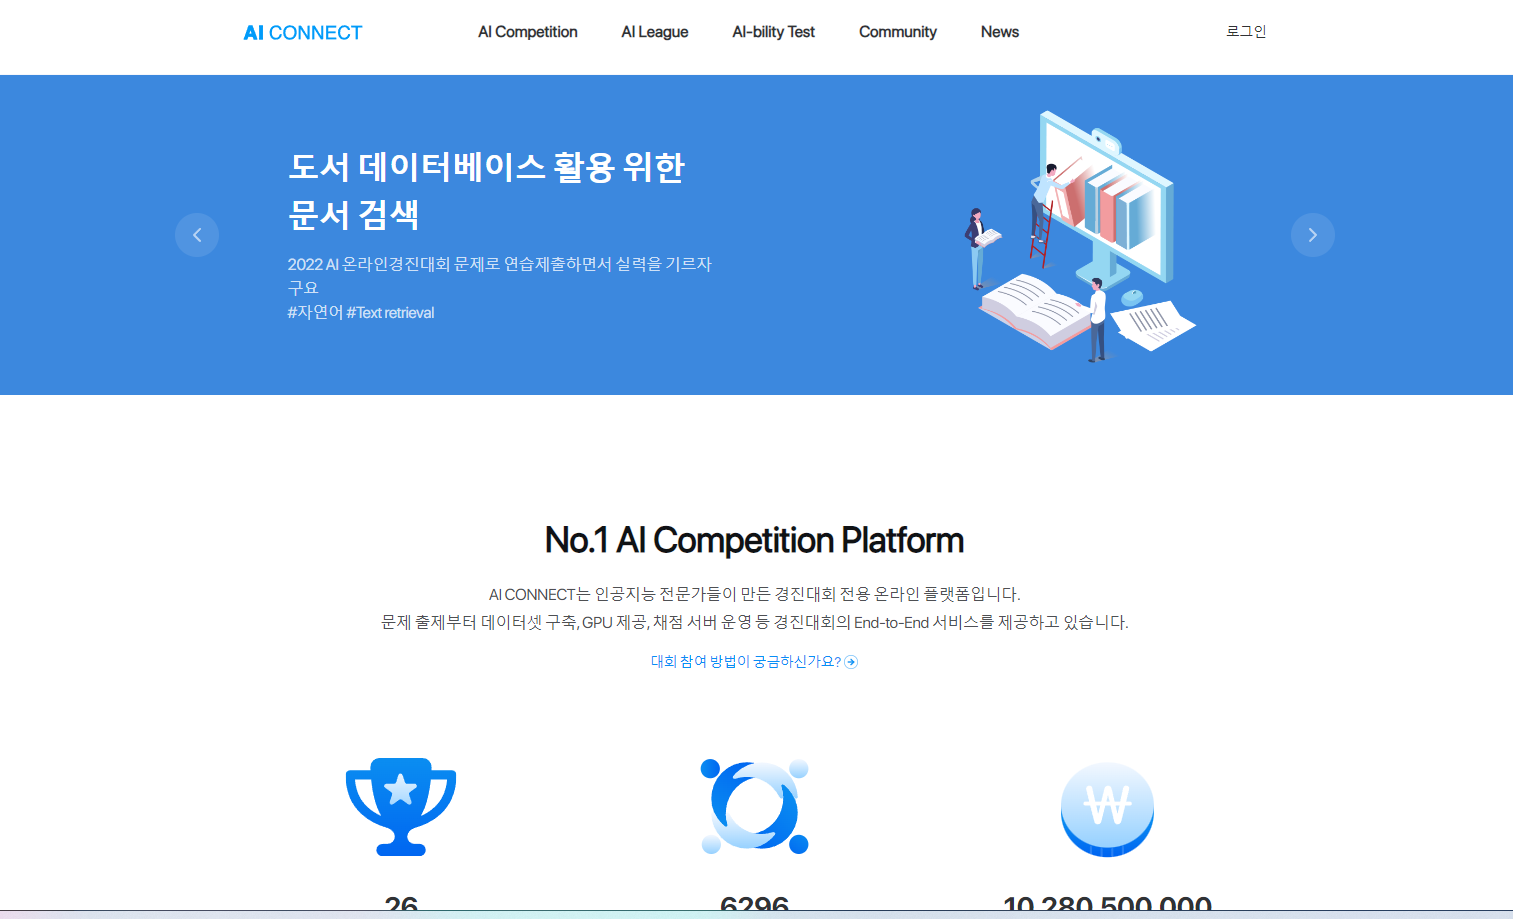 AI CONNECT
AI Competition
AI League
AI-bility Test
Community
News
로그인
도서 데이터베이스 활용 위한
문서 검색
2022 AI 온라인경진대회 문제로 연습제출하면서 실력을 기르자
구요
#자연어 #Text retrieval
No.1 AI Competition Platform
AI CONNECT는 인공지능 전문가들이 만든 경진대회 전용 온라인 플랫폼입니다.
문제 출제부터 데이터셋 구축, GPU 제공, 채점 서버 운영 등 경진대회의 End-to-End 서비스를 제공하고 있습니다.
대회 참여 방법이 궁금하신가요?
26
6296
10,280,500,000